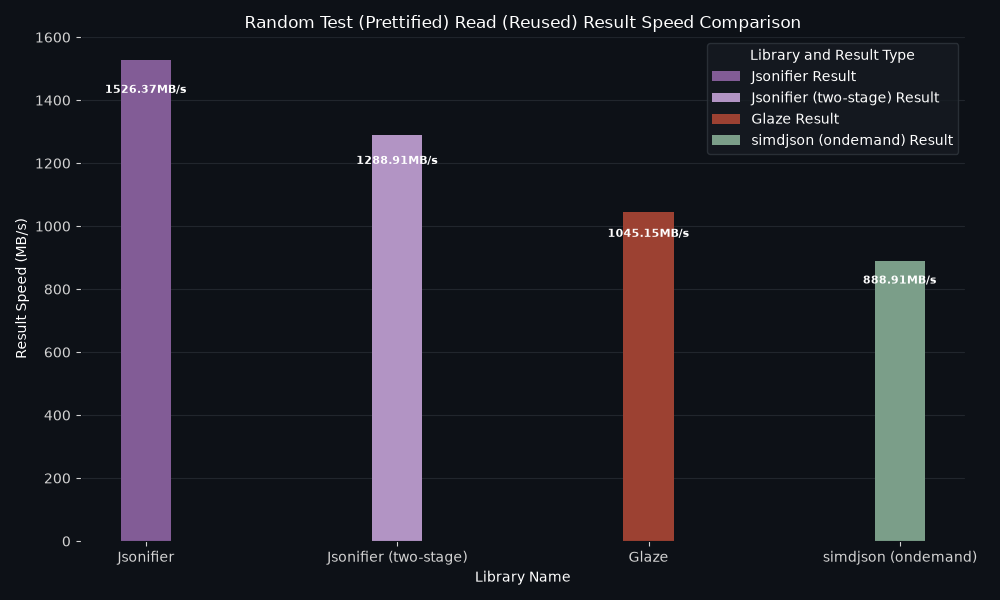 Random Test (Prettified) Read (Reused) Result Speed Comparison
Library and Result Type
Jsonifier Result
Jsonifier (two-stage) Result
Glaze Result
simdjson (ondemand) Result
Result Speed (MB/s)
1600
1400
1200
1000
800
600
400
200
0
1526.37MB/s
1288.91MB/s
1045.15MB/s
888.91MB/s
Jsonifier
Jsonifier (two-stage)
Glaze
simdjson (ondemand)
Library Name